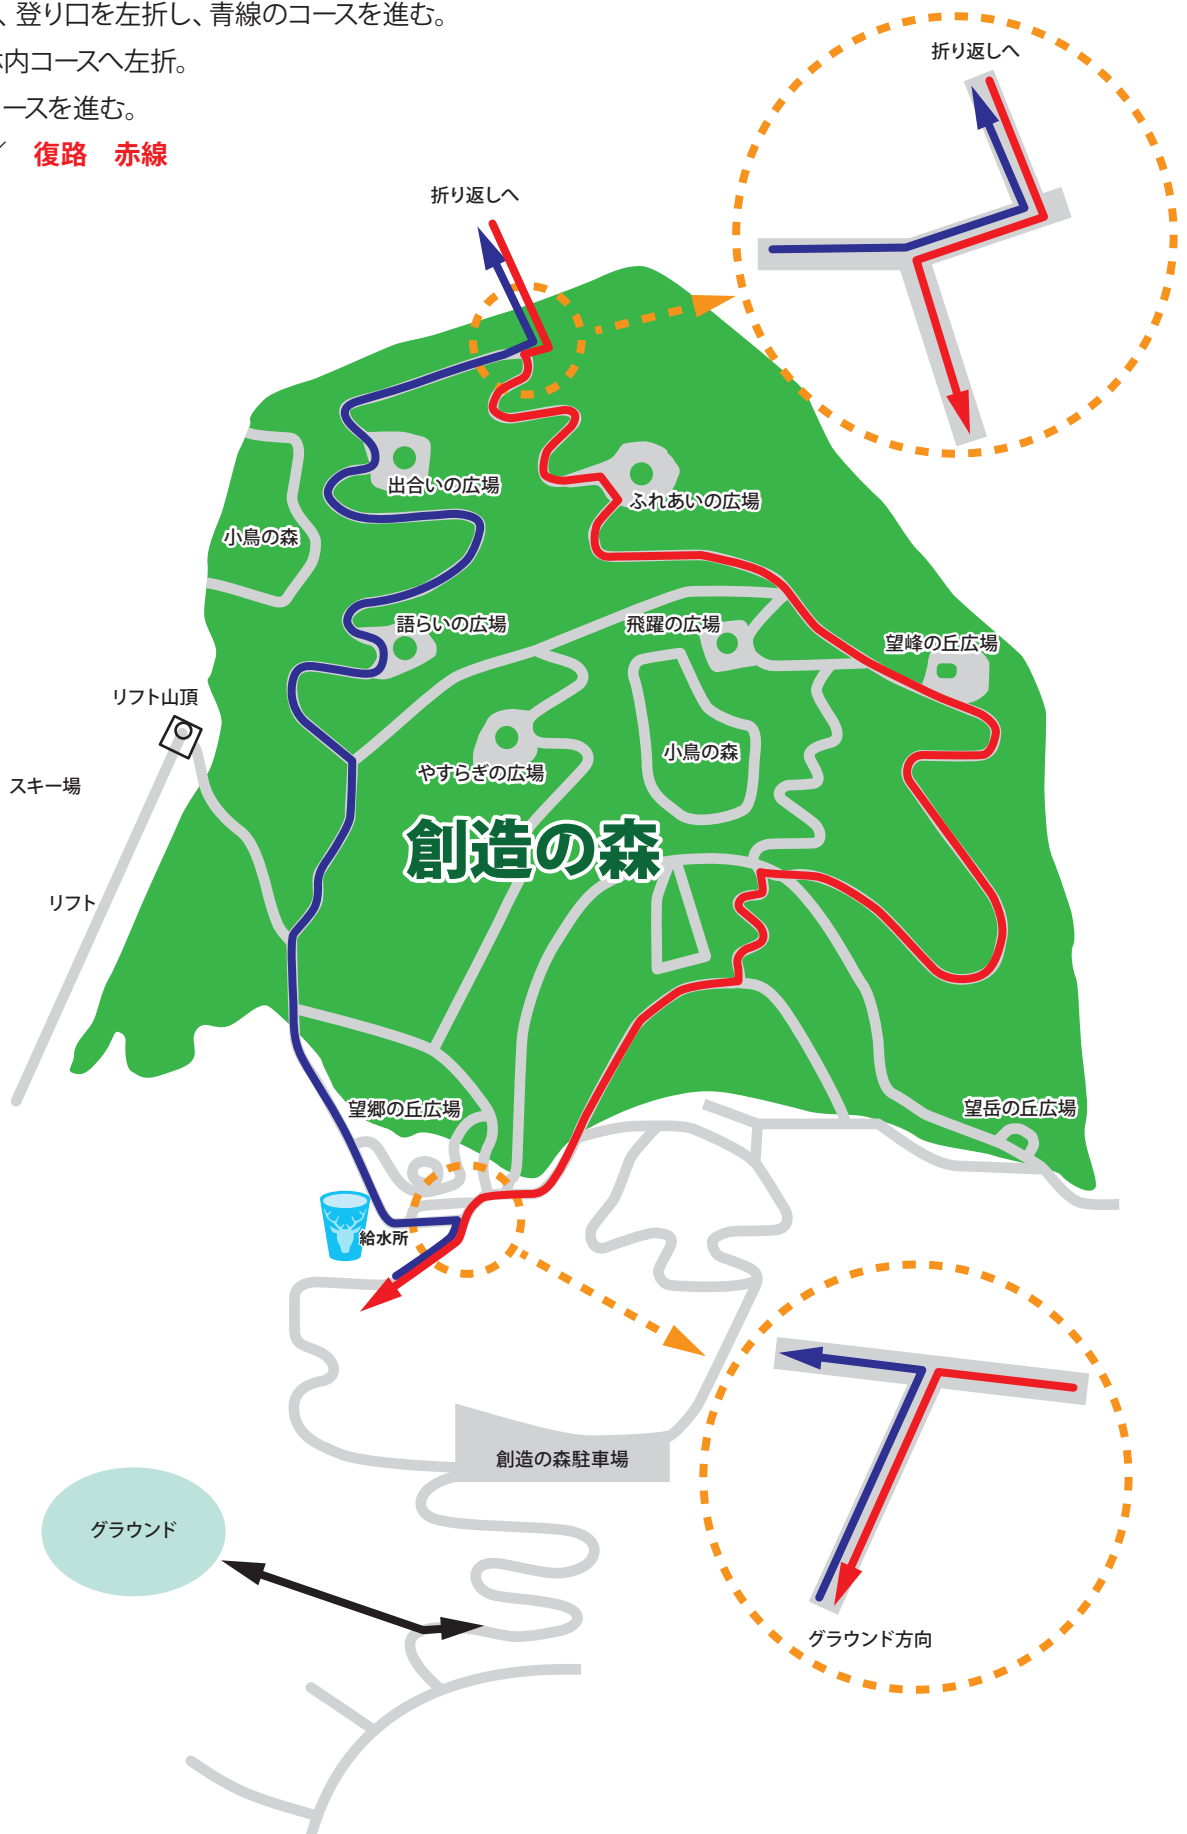 、登り口を左折し、青線のコースを進む。
内コースへ左折。
ースを進む。
／　復路　赤線
折り返しへ
折り返しへ
出合いの広場
ふれあいの広場
小鳥の森
語らいの広場
飛躍の広場
望峰の丘広場
リフト山頂
小鳥の森
やすらぎの広場
スキー場
創造の森
リフト
望郷の丘広場
望岳の丘広場
給水所
創造の森駐車場
グラウンド
グラウンド方向